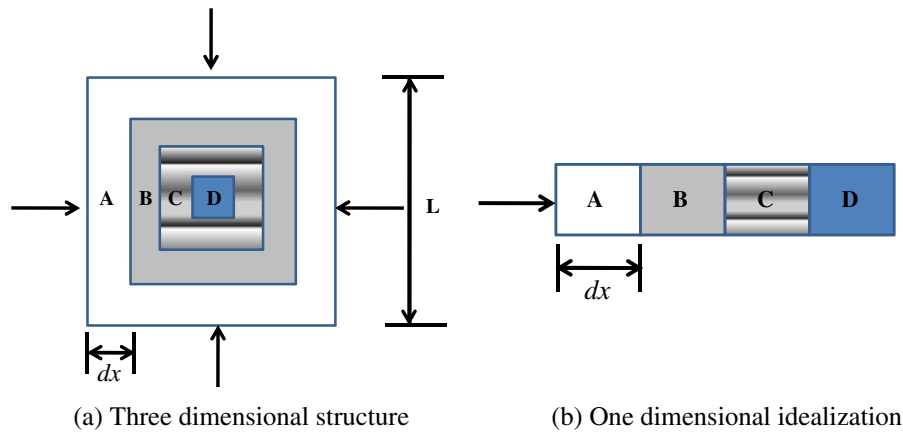 A B C D
L
dx
(a) Three dimensional structure
A B C D
dx
(b) One dimensional idealization